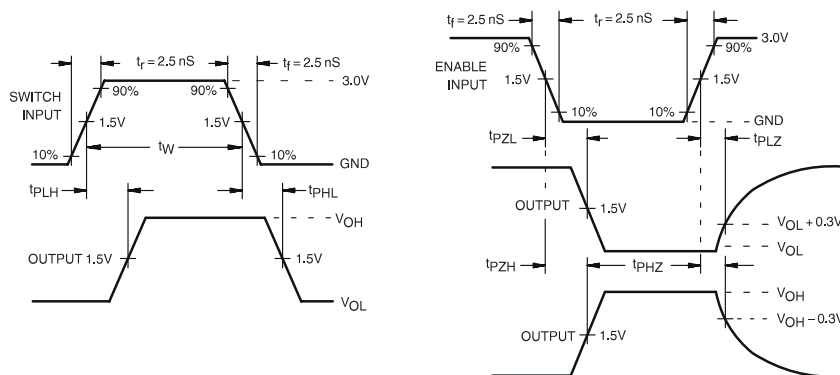 tr = 2.5 nS
tf = 2.5 nS
SWITCH
INPUT
90%
90%
3.0V
1.5V
1.5V
10%
10%
tW
GND
tPLH
tPHL
OUTPUT
1.5V
1.5V
VOH
VOL
tf = 2.5 nS
tr = 2.5 nS
ENABLE
INPUT
90%
90%
3.0V
1.5V
1.5V
10%
10%
GND
tPZL
tPLZ
OUTPUT
1.5V
VOL + 0.3V
VOL
tPZH
tPHZ
VOH
VOH – 0.3V
OUTPUT
1.5V